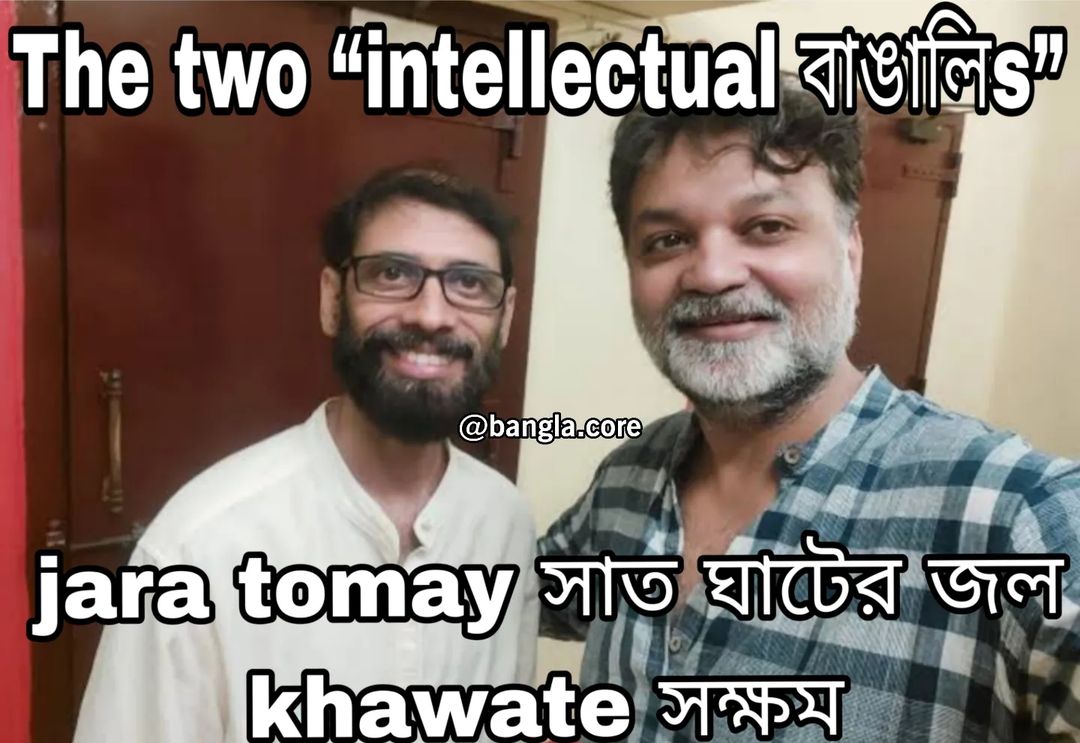 The two “intellectual বাঙালিs”
@bangla.core
jara tomay সাত ঘাটের জল
khawate সক্ষম